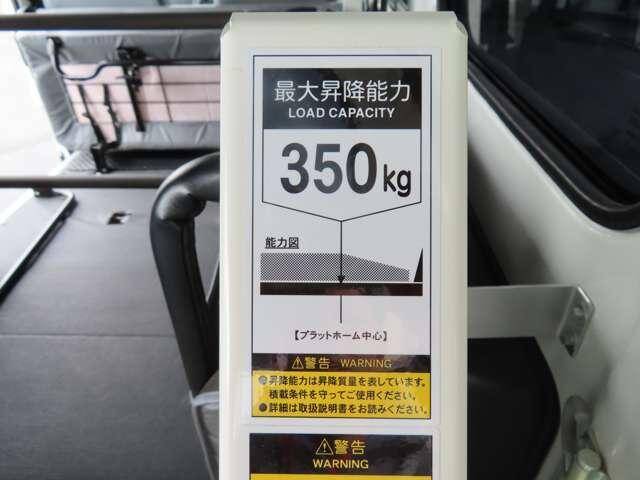 最大昇降能力
LOAD CAPACITY
350kg
能力図
【プラットホーム中心】
⚠警告 WARNING
●昇降能力は昇降質量を表しています。
積載条件を守ってご使用ください。
●詳細は取扱説明書をお読みください。
⚠警告
WARNING